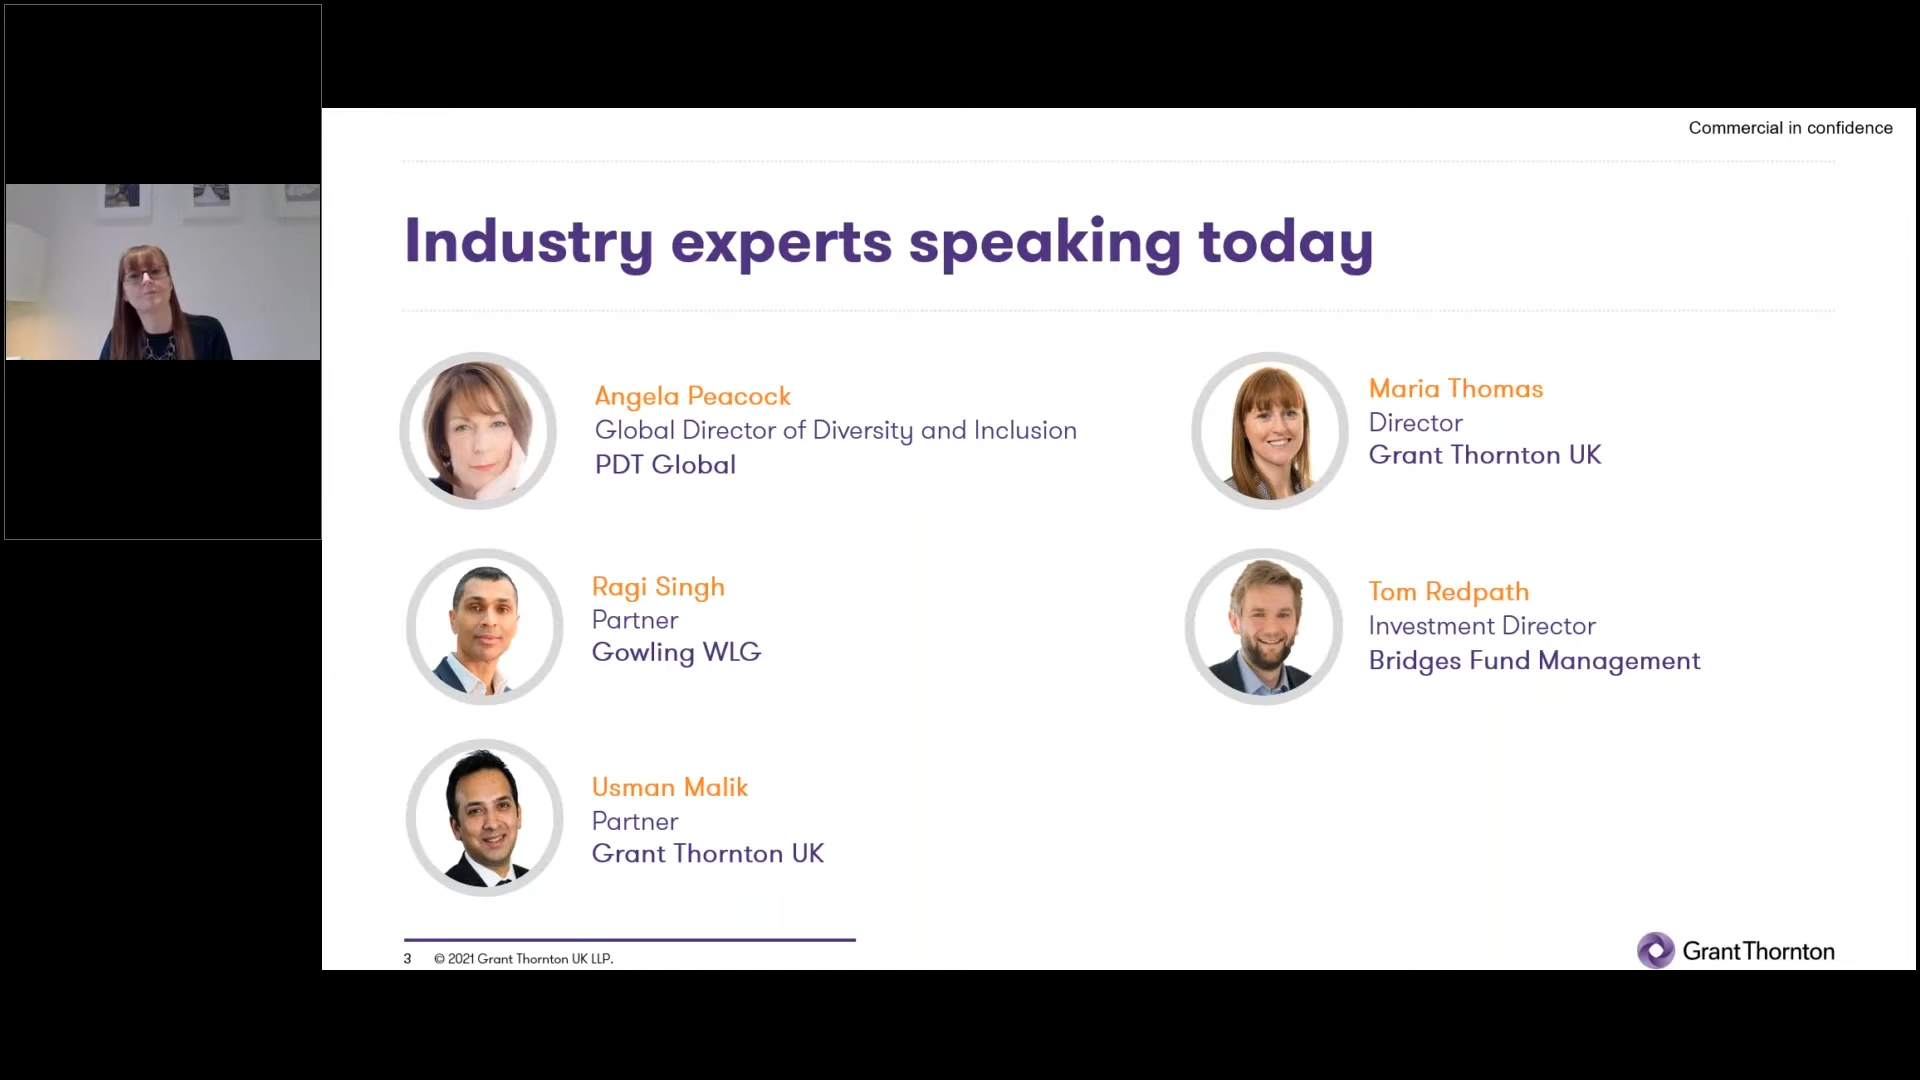 Commercial in confidence
Industry experts speaking today
Angela Peacock
Global Director of Diversity and Inclusion
PDT Global
Ragi Singh
Partner
Gowling WLG
Usman Malik
Partner
Grant Thornton UK
Maria Thomas
Director
Grant Thornton UK
Tom Redpath
Investment Director
Bridges Fund Management
3 © 2021 Grant Thornton UK LLP.
Grant Thornton